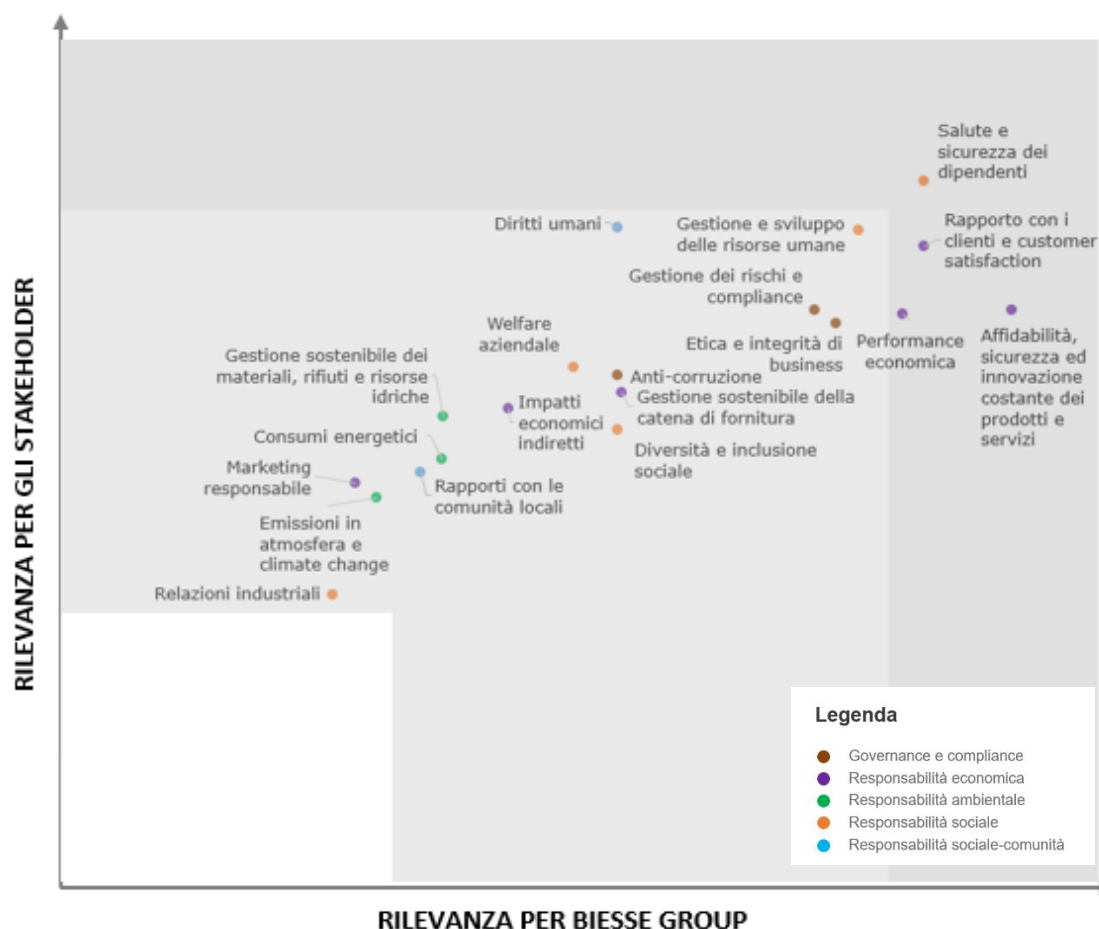 RILEVANZA PER GLI STAKEHOLDER
Salute e
sicurezza dei
dipendenti
Rapporto con i
clienti e customer
satisfaction
Diritti umani
Gestione e sviluppo
delle risorse umane
Gestione dei rischi e
compliance
Welfare
aziendale
Etica e integrità di
business
Performance
economica
Affidabilità,
sicurezza ed
innovazione
costante dei
prodotti e
servizi
Gestione sostenibile dei
materiali, rifiuti e risorse
idriche
Anti-corruzione
Gestione sostenibile della
catena di fornitura
Impatti
economici
indiretti
Consumi energetici
Diversità e inclusione
sociale
Marketing
responsabile
Rapporti con le
comunità locali
Emissioni in
atmosfera e
climate change
Relazioni industriali
Legenda
Governance e compliance
Responsabilità economica
Responsabilità ambientale
Responsabilità sociale
Responsabilità sociale-comunità
RILEVANZA PER BIESSE GROUP